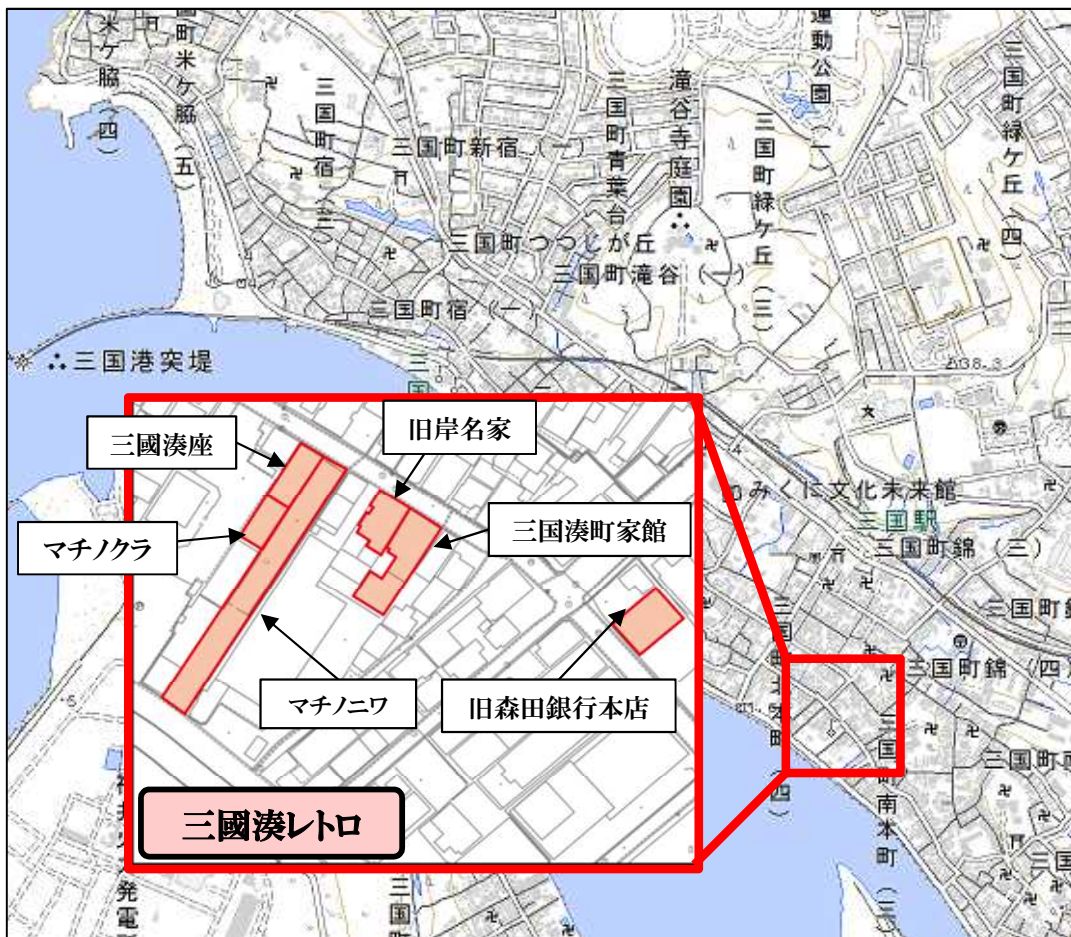 米ケ脇(四)
三国町米ケ脇(五)
三国町宿(三)
三国町新宿(一)
三国町青葉台
滝谷寺庭園
運動公園(一)
三国町緑ケ丘(三)
三国町緑ケ丘(四)
三国町つつじが丘
三国町滝谷(一)
三国町宿(一)
三国港突堤
38.3
みくに文化未来館
三国駅
三国町錦(三)
三国町錦(四)
三国町南本町(三)
三國湊座
旧岸名家
マチノクラ
三国湊町家館
マチノニワ
旧森田銀行本店
三國湊レトロ